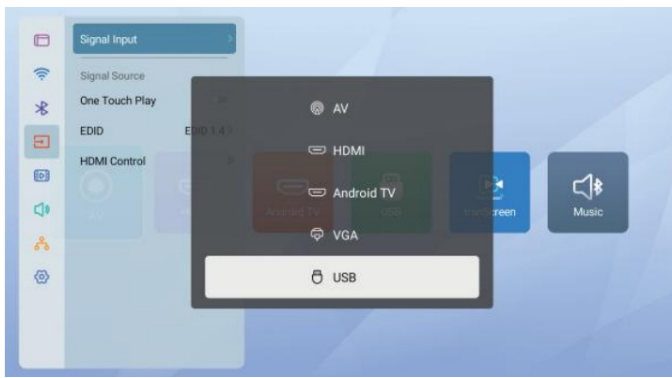 Signal Input
Signal Source
One Touch Play
EDID
EDID 1.4
HDMI Control
AV
HDMI
Android TV
VGA
USB
AV
Android TV
USB
Music